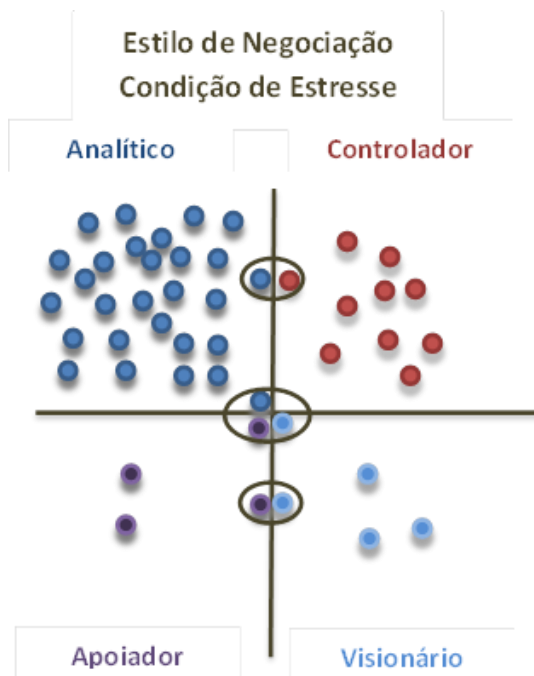 Estilo de Negociação
Condição de Estresse
Analítico
Controlador
Apoiador
Visionário